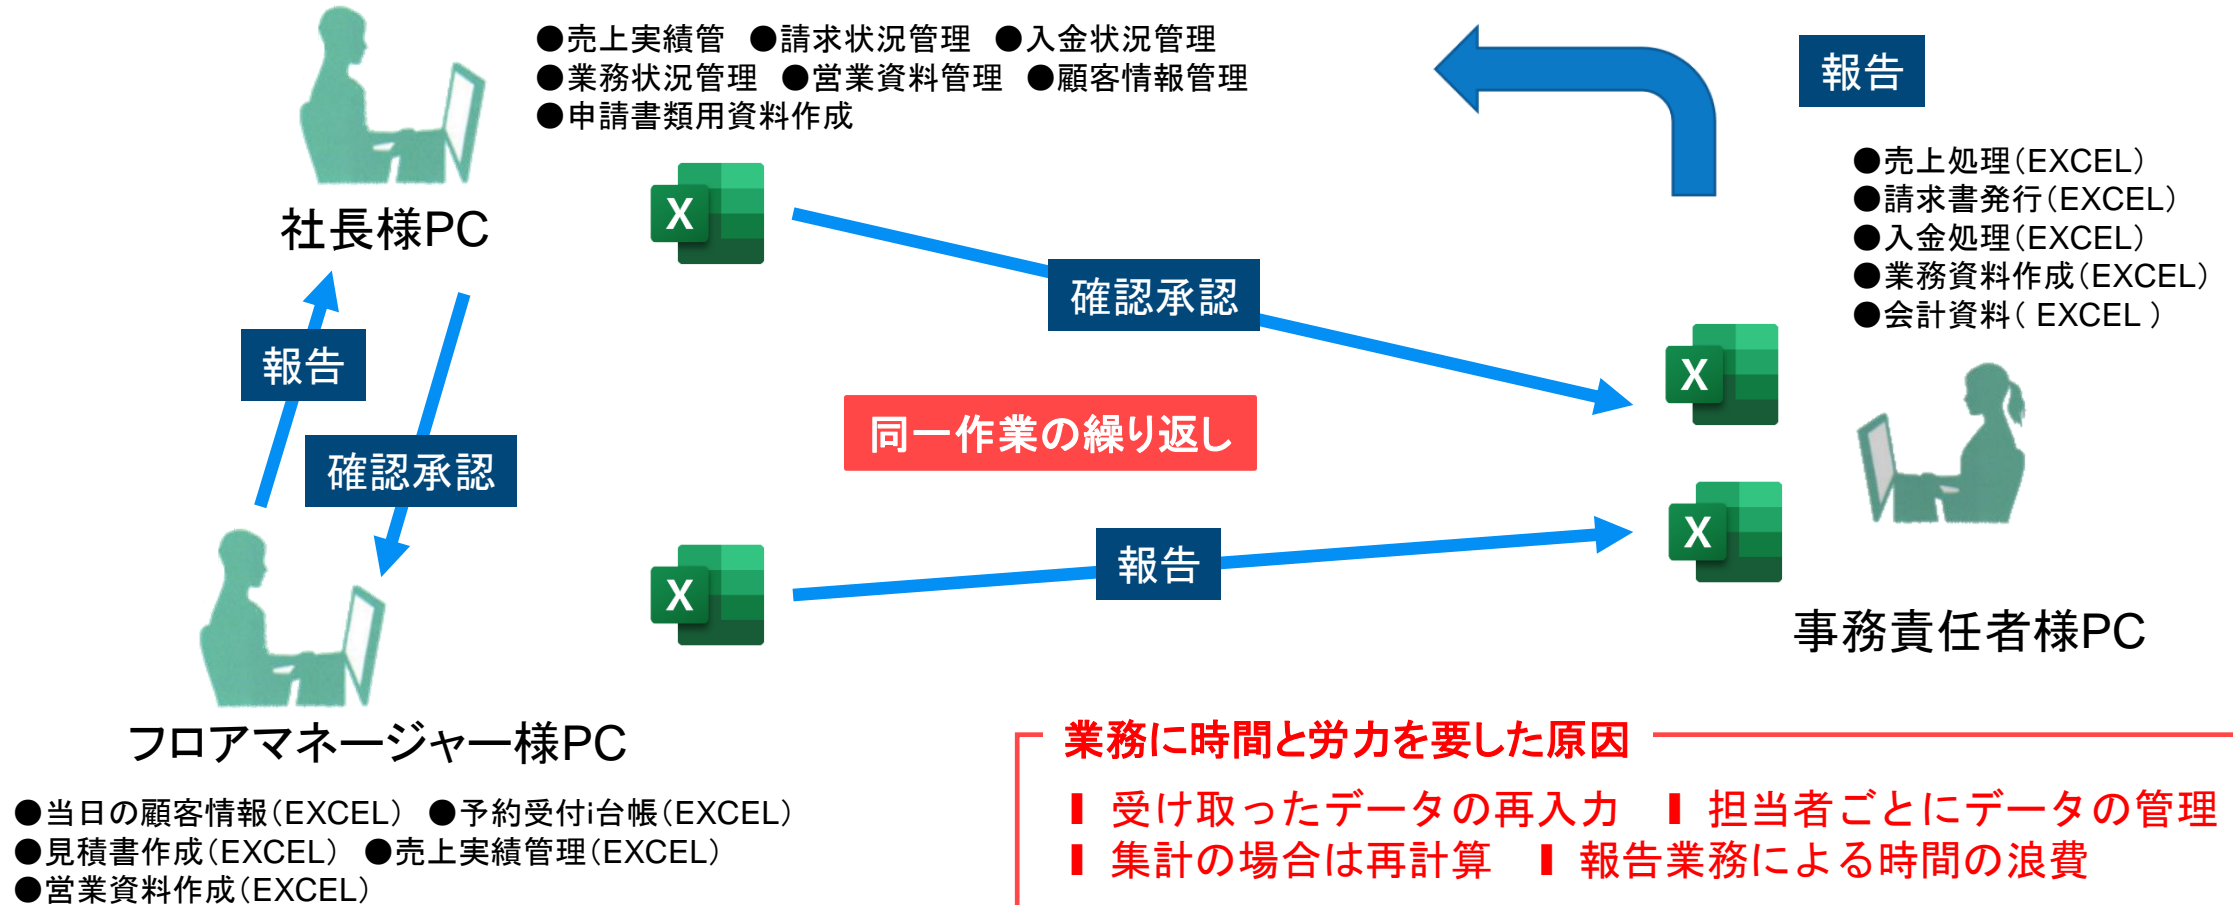 ●売上実績管 ●請求状況管理 ●入金状況管理
●業務状況管理 ●営業資料管理 ●顧客情報管理
●申請書類用資料作成
報告
●売上処理(EXCEL)
●請求書発行(EXCEL)
●入金処理(EXCEL)
●業務資料作成(EXCEL)
●会計資料( EXCEL )
X
社長様PC
確認承認
報告
X
同一作業の繰り返し
確認承認
X
報告
X
事務責任者様PC
フロアマネージャー様PC
●当日の顧客情報(EXCEL) ●予約受付i台帳(EXCEL)
●見積書作成(EXCEL) ●売上実績管理(EXCEL)
●営業資料作成(EXCEL)
業務に時間と労力を要した原因
▌受け取ったデータの再入力 ▌担当者ごとにデータの管理
▌集計の場合は再計算 ▌報告業務による時間の浪費